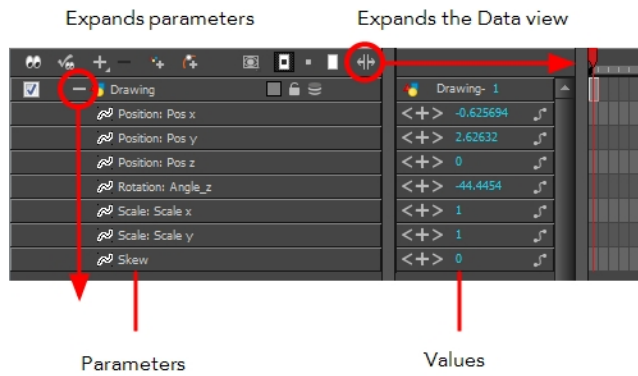 Expands parameters
Expands the Data view
Drawing
Drawing- 1
Position: Pos x
-0.625694
Position: Pos y
2.62632
Position: Pos z
0
Rotation: Angle_z
-44.4454
Scale: Scale x
1
Scale: Scale y
1
Skew
0
Parameters
Values